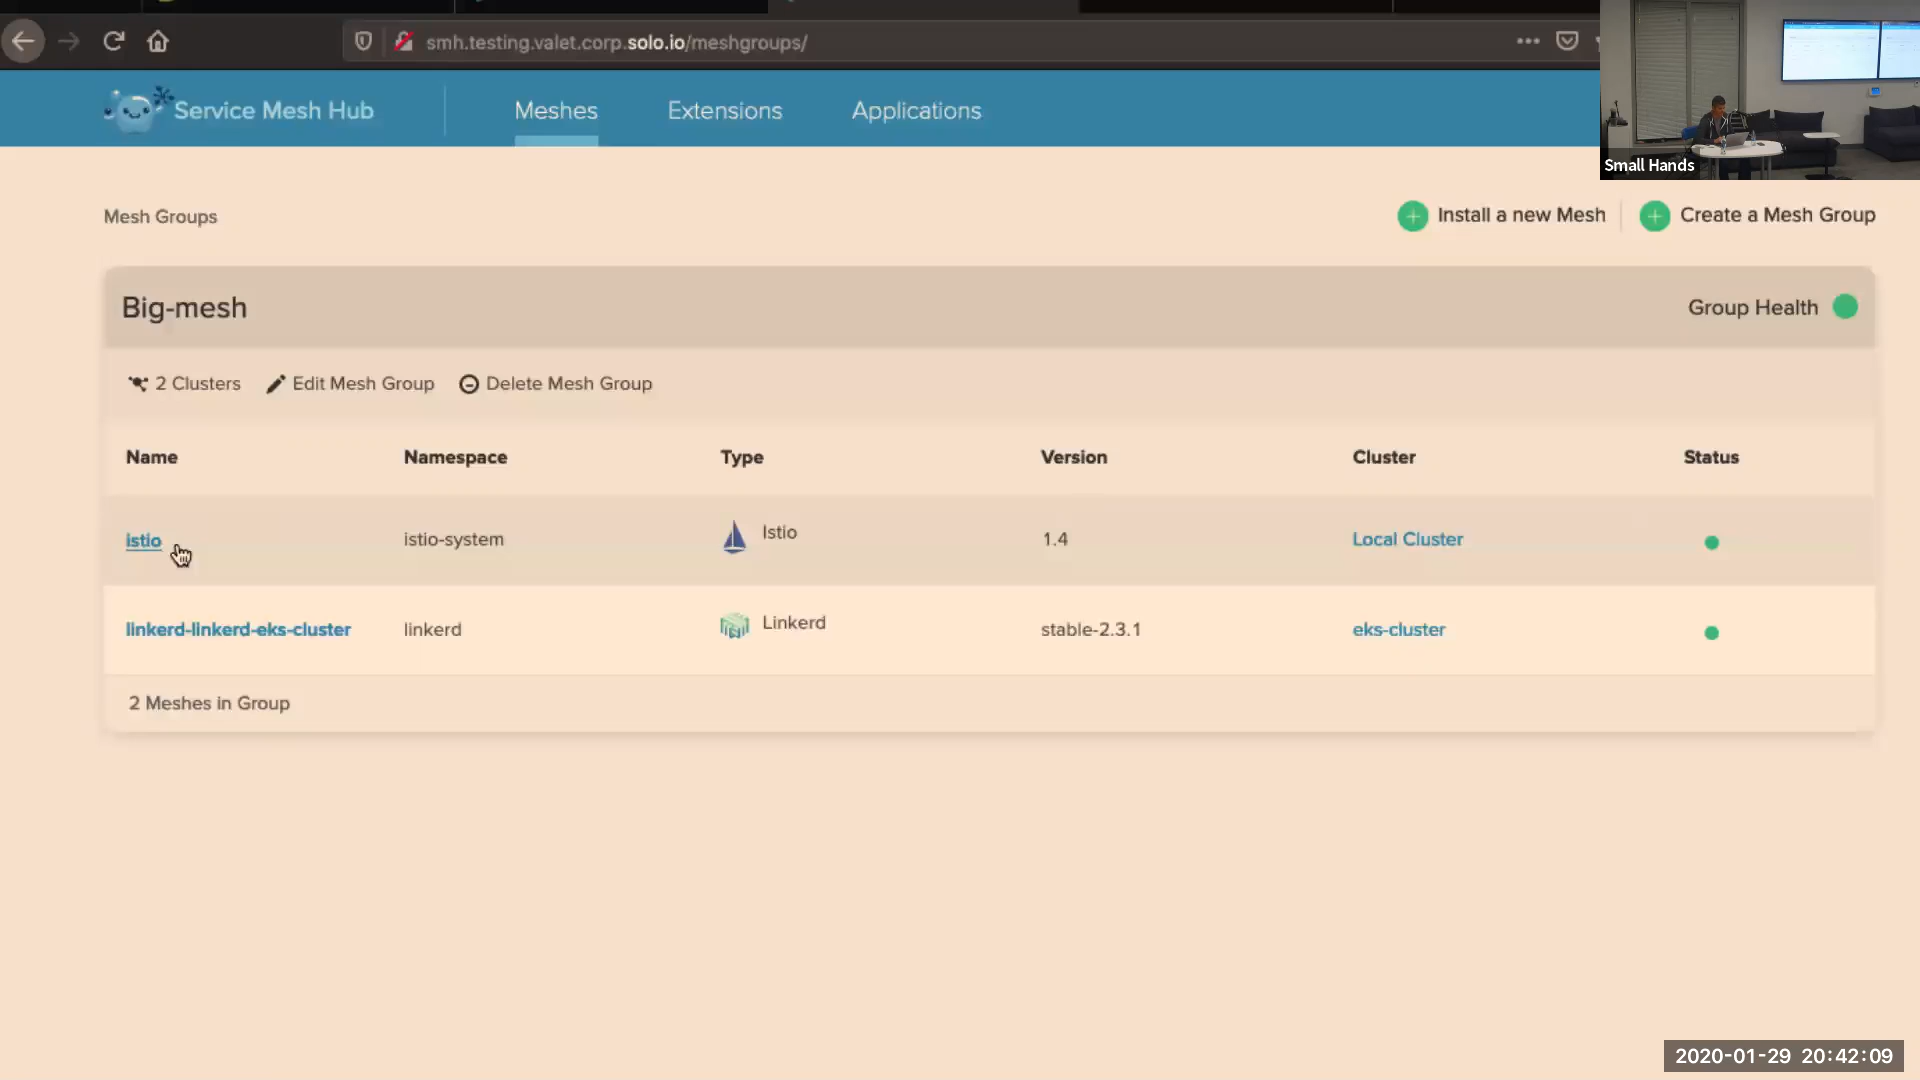 smh.testing.valet.corp.solo.io/meshgroups/
Service Mesh Hub
Meshes
Extensions
Applications
Small Hands
Mesh Groups
Install a new Mesh
Create a Mesh Group
Big-mesh
Group Health
2 Clusters
Edit Mesh Group
Delete Mesh Group
Name Namespace Type Version Cluster Status
istio istio-system Istio 1.4 Local Cluster
linkerd-linkerd-eks-cluster linkerd Linkerd stable-2.3.1 eks-cluster
2 Meshes in Group
2020-01-29 20:42:09